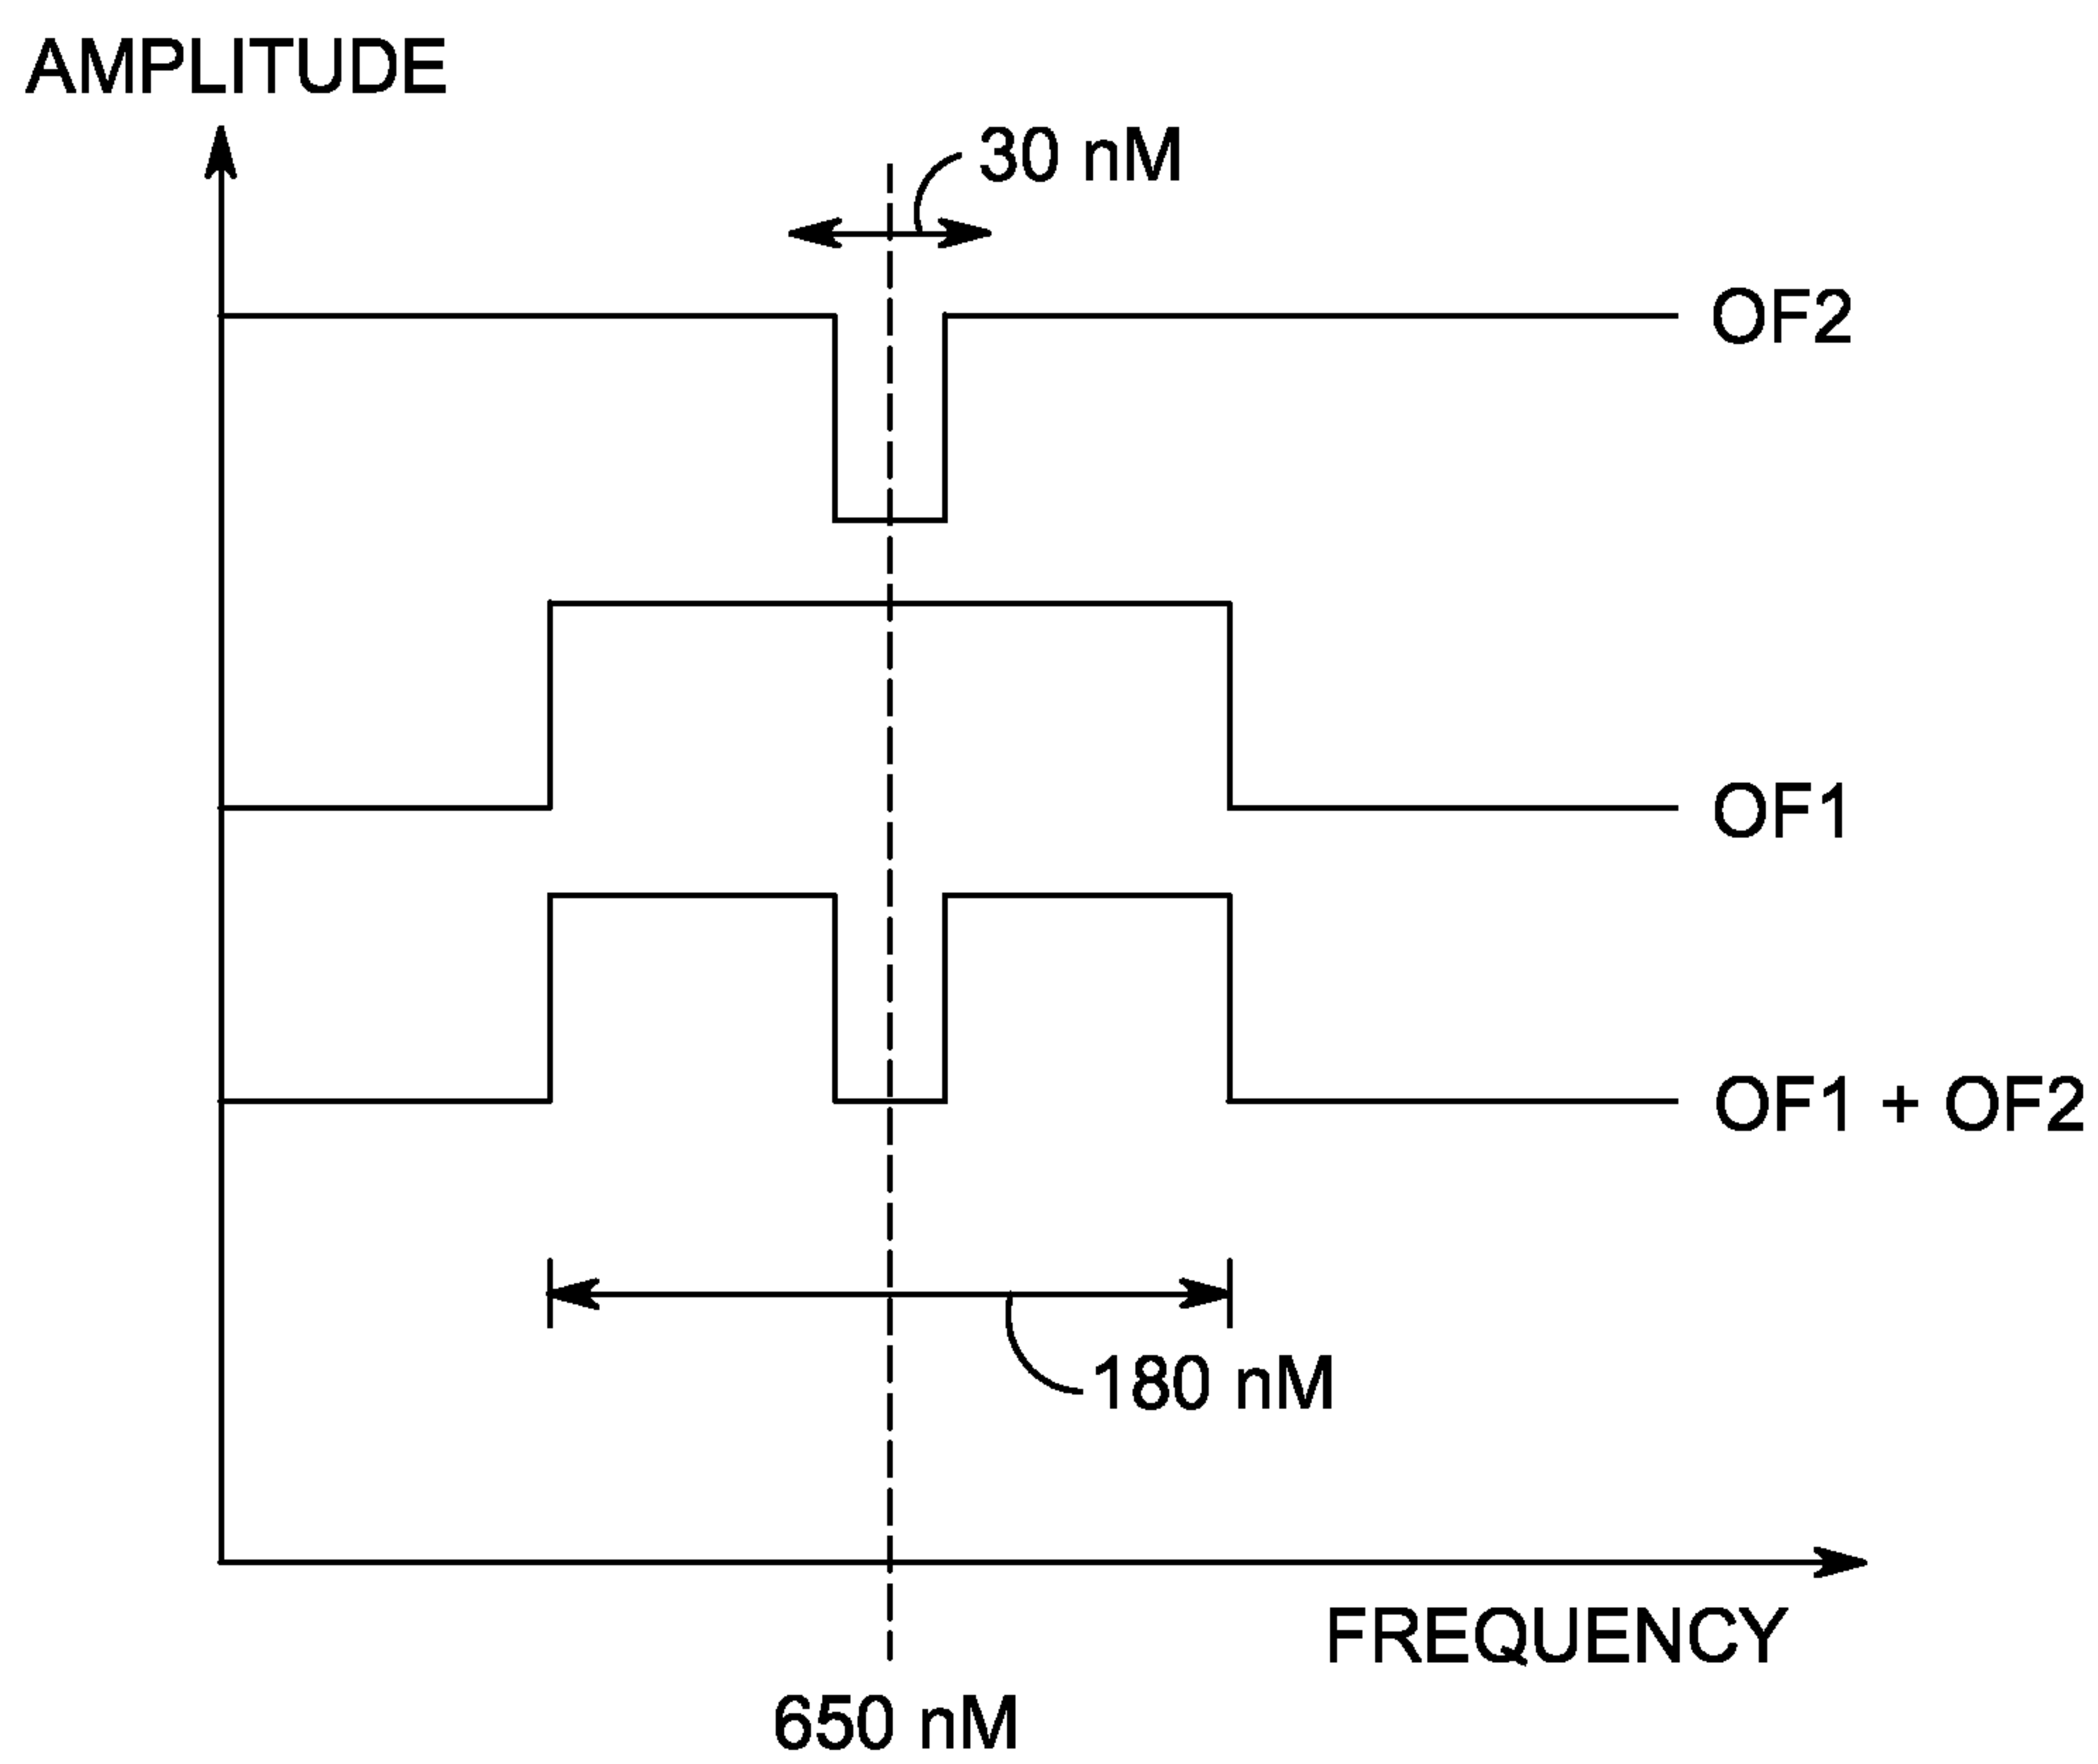 AMPLITUDE
30 nM
OF2
OF1
OF1 + OF2
180 nM
FREQUENCY
650 nM